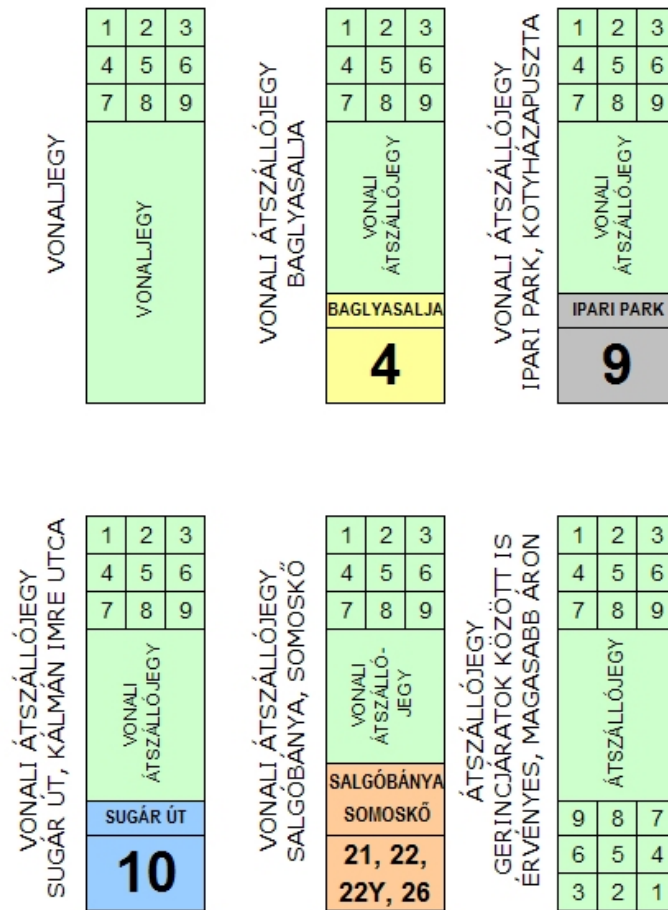 VONALJEGY
1 2 3
4 5 6
7 8 9
VONALJEGY
VONALI ÁTSZÁLLÓJEGY
BAGLYASALJA
1 2 3
4 5 6
7 8 9
VONALI
ÁTSZÁLLÓJEGY
BAGLYASALJA
4
VONALI ÁTSZÁLLÓJEGY
IPARI PARK, KOTYHÁZAPUSZTA
1 2 3
4 5 6
7 8 9
VONALI
ÁTSZÁLLÓJEGY
IPARI PARK
9
VONALI ÁTSZÁLLÓJEGY
SUGÁR ÚT, KÁLMÁN IMRE UTCA
1 2 3
4 5 6
7 8 9
VONALI
ÁTSZÁLLÓJEGY
SUGÁR ÚT
10
VONALI ÁTSZÁLLÓJEGY
SALGÓBÁNYA, SOMOSKŐ
1 2 3
4 5 6
7 8 9
VONALI
ÁTSZÁLLÓ-
JEGY
SALGÓBÁNYA
SOMOSKŐ
21, 22,
22Y, 26
ÁTSZÁLLÓJEGY
GERINCJÁRATOK KÖZÖTT IS
ÉRVÉNYES, MAGASABB ÁRON
1 2 3
4 5 6
7 8 9
ÁTSZÁLLÓJEGY
9 8 7
6 5 4
3 2 1